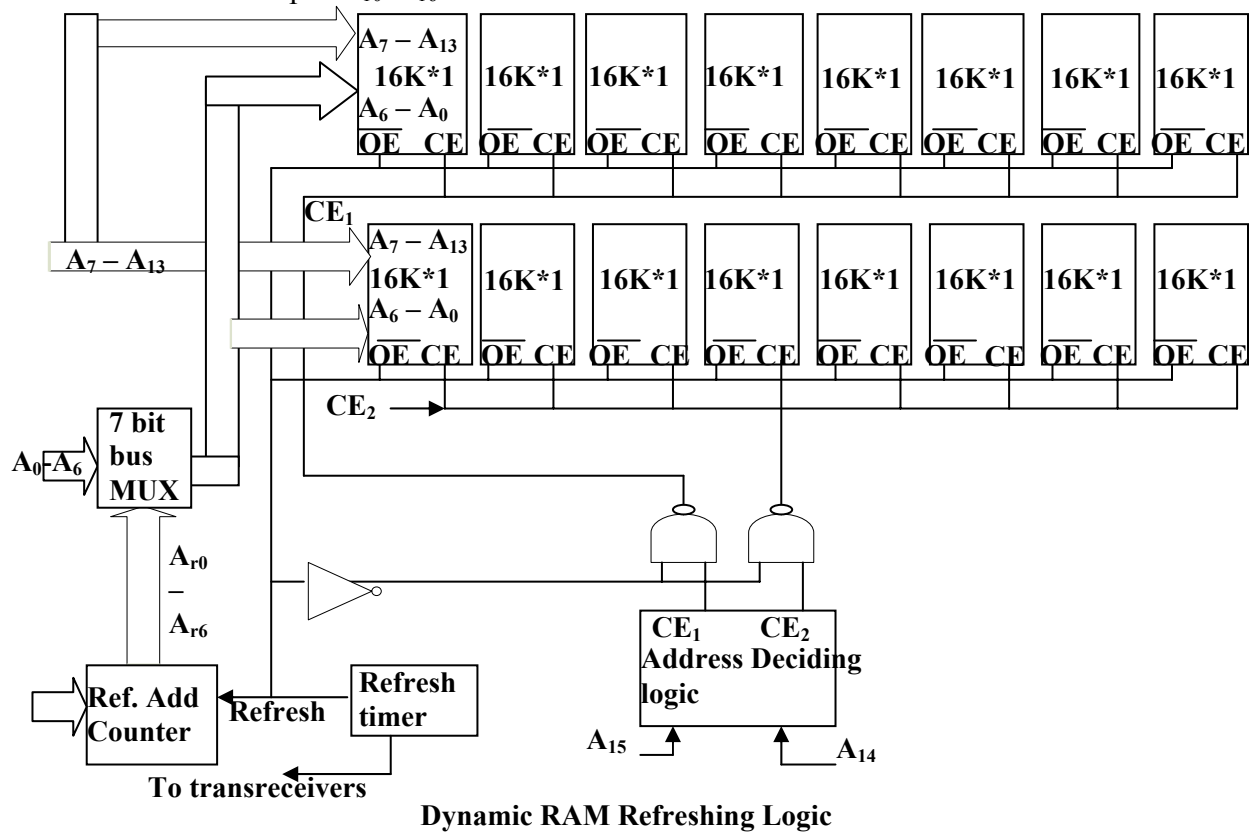 A₇ – A₁₃
16K*1 16K*1 16K*1 16K*1 16K*1 16K*1 16K*1 16K*1
A₆ – A₀
OE CE OE CE OE CE OE CE OE CE OE CE OE CE OE CE
CE₁
A₇ – A₁₃
A₇ – A₁₃
16K*1 16K*1 16K*1 16K*1 16K*1 16K*1 16K*1 16K*1
A₆ – A₀
OE CE OE CE OE CE OE CE OE CE OE CE OE CE OE CE
CE₂
7 bit
bus
MUX
A₀-A₆
Aᵣ₀
–
Aᵣ₆
CE₁ CE₂
Address Deciding
logic
Ref. Add
Counter
Refresh
Refresh
timer
A₁₅
A₁₄
To transreceivers
Dynamic RAM Refreshing Logic